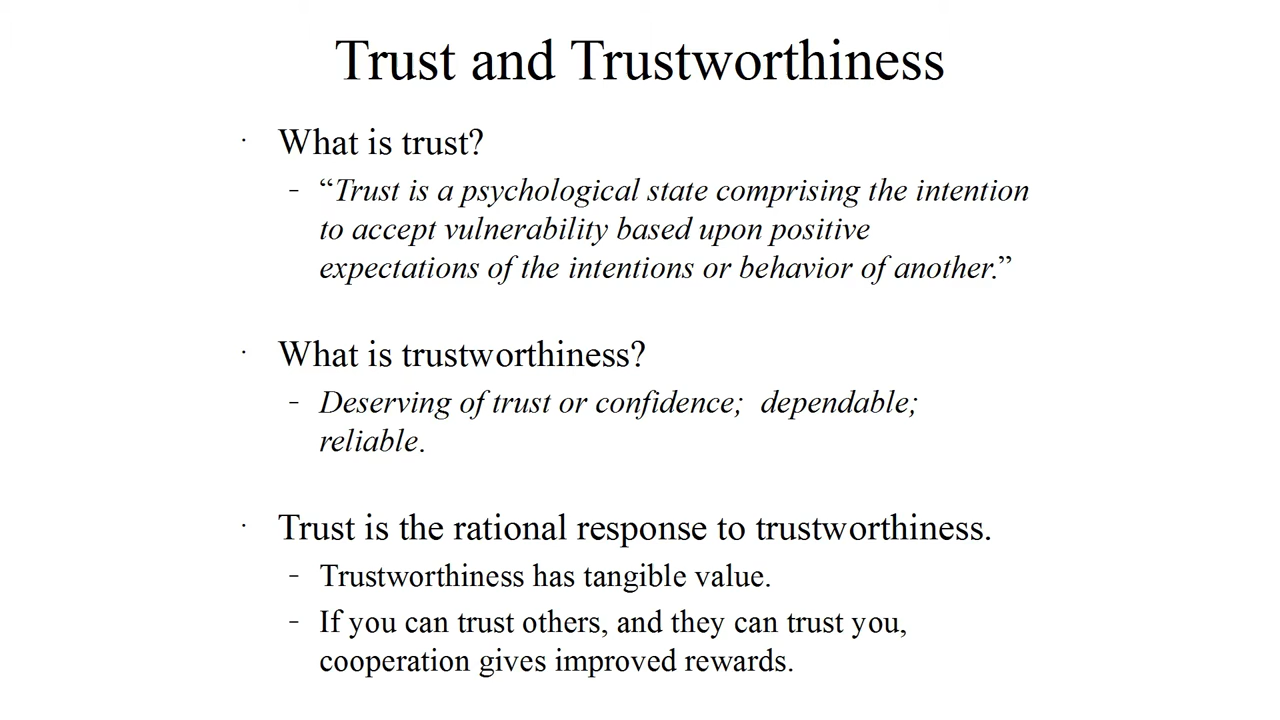 Trust and Trustworthiness
· What is trust?
– “Trust is a psychological state comprising the intention
to accept vulnerability based upon positive
expectations of the intentions or behavior of another.”
· What is trustworthiness?
– Deserving of trust or confidence;  dependable;
reliable.
· Trust is the rational response to trustworthiness.
– Trustworthiness has tangible value.
– If you can trust others, and they can trust you,
cooperation gives improved rewards.